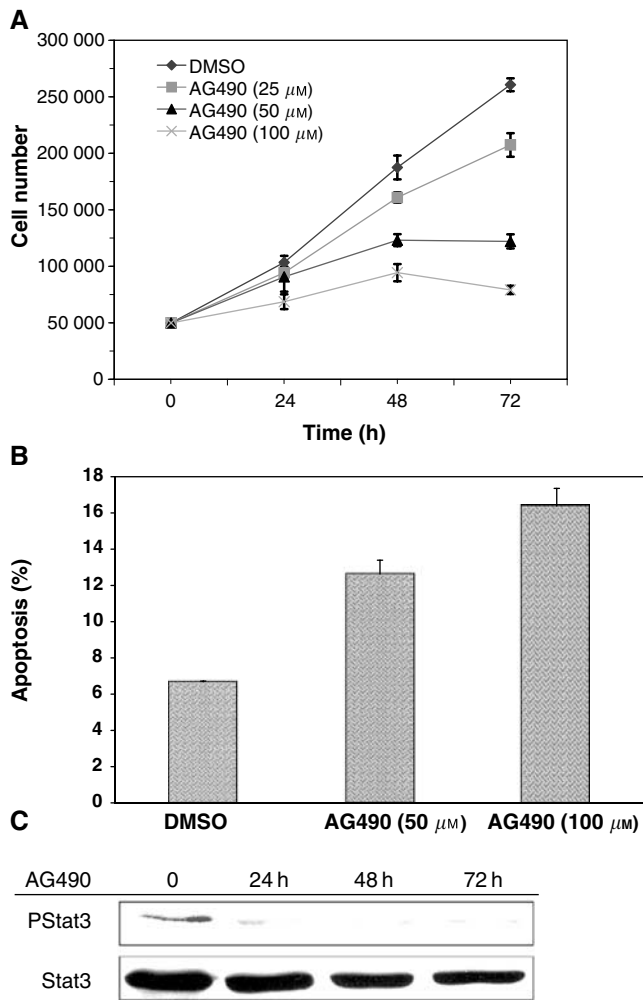 A
300 000
250 000
200 000
150 000
100 000
50 000
0
Cell number
DMSO
AG490 (25 μM)
AG490 (50 μM)
AG490 (100 μM)
0 24 48 72
Time (h)
B
18
16
14
12
10
8
6
4
2
0
Apoptosis (%)
DMSO AG490 (50 μM) AG490 (100 μM)
C
AG490 0 24 h 48 h 72 h
PStat3
Stat3